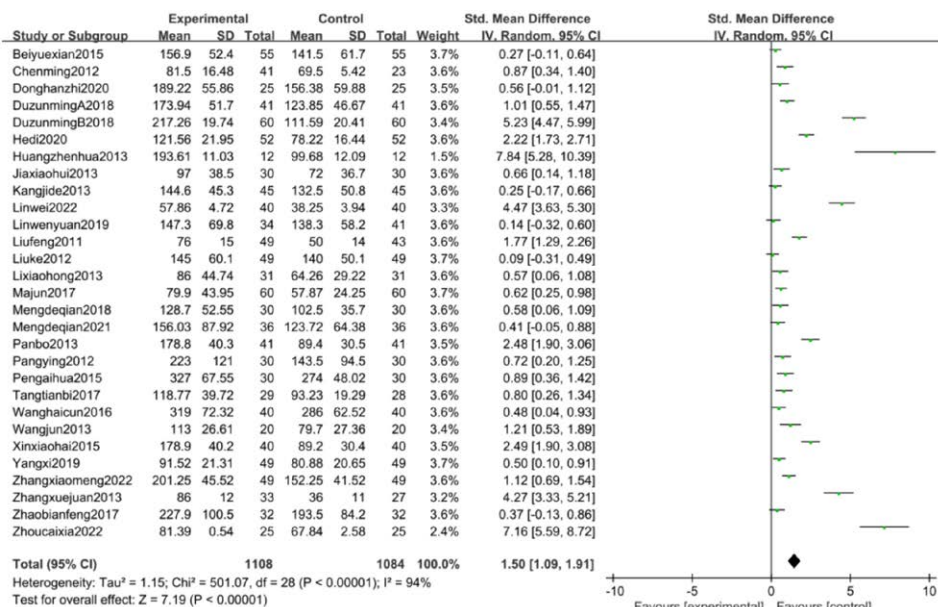 Experimental Control Std. Mean Difference Std. Mean Difference
Study or Subgroup Mean SD Total Mean SD Total Weight IV, Random, 95% CI IV, Random, 95% CI
Beiyuexian2015 156.9 52.4 55 141.5 61.7 55 3.7% 0.27 [-0.11, 0.64]
Chenming2012 81.5 16.48 41 69.5 5.42 23 3.6% 0.87 [0.34, 1.40]
Donghanzhi2020 189.22 55.86 25 156.38 59.88 25 3.6% 0.56 [-0.01, 1.12]
DuzunmingA2018 173.94 51.7 41 123.85 46.67 41 3.6% 1.01 [0.55, 1.47]
DuzunmingB2018 217.26 19.74 60 111.59 20.41 60 3.4% 5.23 [4.47, 5.99]
Hedi2020 121.56 21.95 52 78.22 16.44 52 3.6% 2.22 [1.73, 2.71]
Huangzhenhua2013 193.61 11.03 12 99.68 12.09 12 1.5% 7.84 [5.28, 10.39]
Jiaxiaohui2013 97 38.5 30 72 36.7 30 3.6% 0.66 [0.14, 1.18]
Kangjide2013 144.6 45.3 45 132.5 50.8 45 3.7% 0.25 [-0.17, 0.66]
Linwei2022 57.86 4.72 40 38.25 3.94 40 3.3% 4.47 [3.63, 5.30]
Linwenyuan2019 147.3 69.8 34 138.3 58.2 41 3.6% 0.14 [-0.32, 0.60]
Liufeng2011 76 15 49 50 14 43 3.6% 1.77 [1.29, 2.26]
Liuke2012 145 60.1 49 140 50.1 49 3.7% 0.09 [-0.31, 0.49]
Lixiaohong2013 86 44.74 31 64.26 29.22 31 3.6% 0.57 [0.06, 1.08]
Majun2017 79.9 43.95 60 57.87 24.25 60 3.7% 0.62 [0.25, 0.98]
Mengdeqian2018 128.7 52.55 30 102.5 35.7 30 3.6% 0.58 [0.06, 1.09]
Mengdeqian2021 156.03 87.92 36 123.72 64.38 36 3.6% 0.41 [-0.05, 0.88]
Panbo2013 178.8 40.3 41 89.4 30.5 41 3.5% 2.48 [1.90, 3.06]
Pangying2012 223 121 30 143.5 94.5 30 3.6% 0.72 [0.20, 1.25]
Pengaihua2015 327 67.55 30 274 48.02 30 3.6% 0.89 [0.36, 1.42]
Tangtianbi2017 118.77 39.72 29 93.23 19.29 28 3.6% 0.80 [0.26, 1.34]
Wanghaicun2016 319 72.32 40 286 62.52 40 3.6% 0.48 [0.04, 0.93]
Wangjun2013 113 26.61 20 79.7 27.36 20 3.5% 1.21 [0.53, 1.89]
Xinxiaohai2015 178.9 40.2 40 89.2 30.4 40 3.5% 2.49 [1.90, 3.08]
Yangxi2019 91.52 21.31 49 80.88 20.65 49 3.7% 0.50 [0.10, 0.91]
Zhangxiaomeng2022 201.25 45.52 49 152.25 41.52 49 3.6% 1.12 [0.69, 1.54]
Zhangxuejuan2013 86 12 33 36 11 27 3.2% 4.27 [3.33, 5.21]
Zhaobianfeng2017 227.9 100.5 32 193.5 84.2 32 3.6% 0.37 [-0.13, 0.86]
Zhoucaixia2022 81.39 0.54 25 67.84 2.58 25 2.4% 7.16 [5.59, 8.72]
Total (95% CI) 1108 1084 100.0% 1.50 [1.09, 1.91]
Heterogeneity: Tau² = 1.15; Chi² = 501.07, df = 28 (P < 0.00001); I² = 94%
Test for overall effect: Z = 7.19 (P < 0.00001)
-10 -5 0 5 10
Favours [experimental] Favours [control]